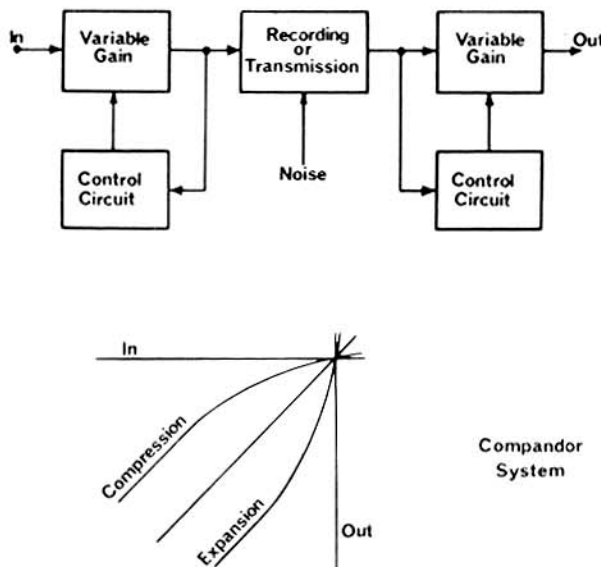 In
Variable
Gain
Recording
or
Transmission
Variable
Gain
Out
Control
Circuit
Noise
Control
Circuit
In
Compression
Expansion
Out
Compandor
System